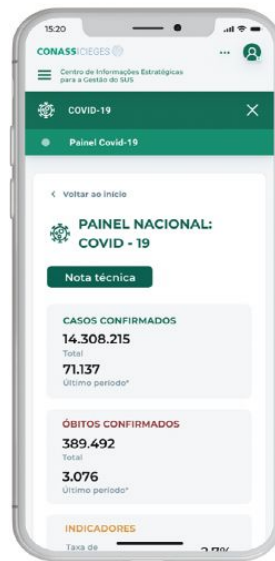 15:20
CONASS|CIEGES
Centro de Informações Estratégicas
para a Gestão do SUS
COVID-19
Painel Covid-19
Voltar ao início
PAINEL NACIONAL:
COVID - 19
Nota técnica
CASOS CONFIRMADOS
14.308.215
Total
71.137
Último período*
ÓBITOS CONFIRMADOS
389.492
Total
3.076
Último período*
INDICADORES
Taxa de